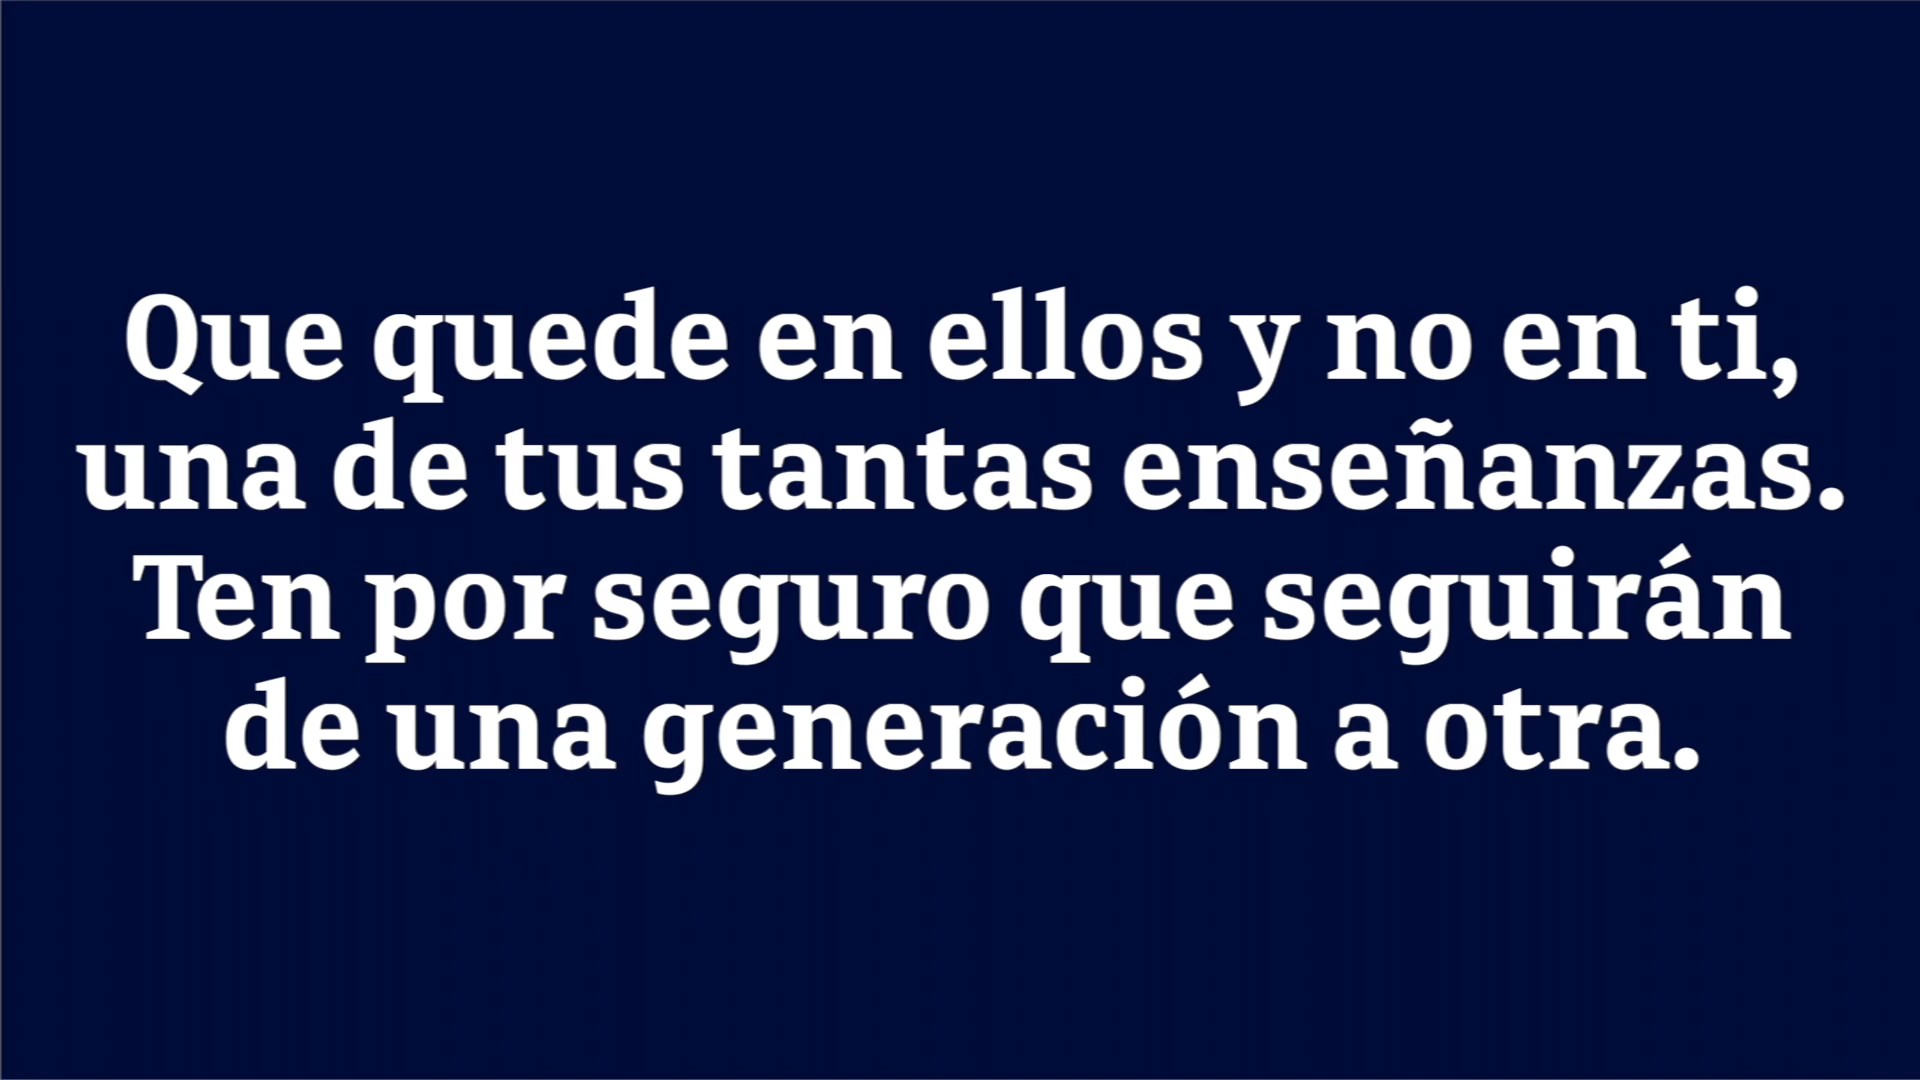 Que quede en ellos y no en ti,
una de tus tantas enseñanzas.
Ten por seguro que seguirán
de una generación a otra.